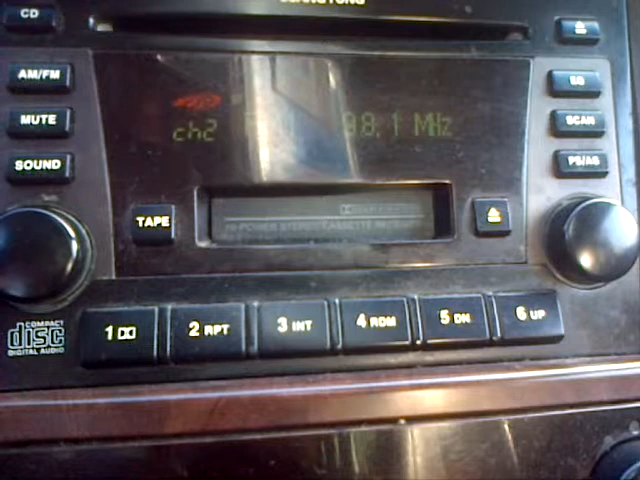 SSANGYONG
CD
AM/FM
EQ
MUTE
SCAN
ch2 98.1 MHz
SOUND
PS/AS
TAPE
HI-POWER STEREO CASSETTE
COMPACT
disc
DIGITAL AUDIO
1
2 RPT
3 INT
4 RDM
5 DN
6 UP